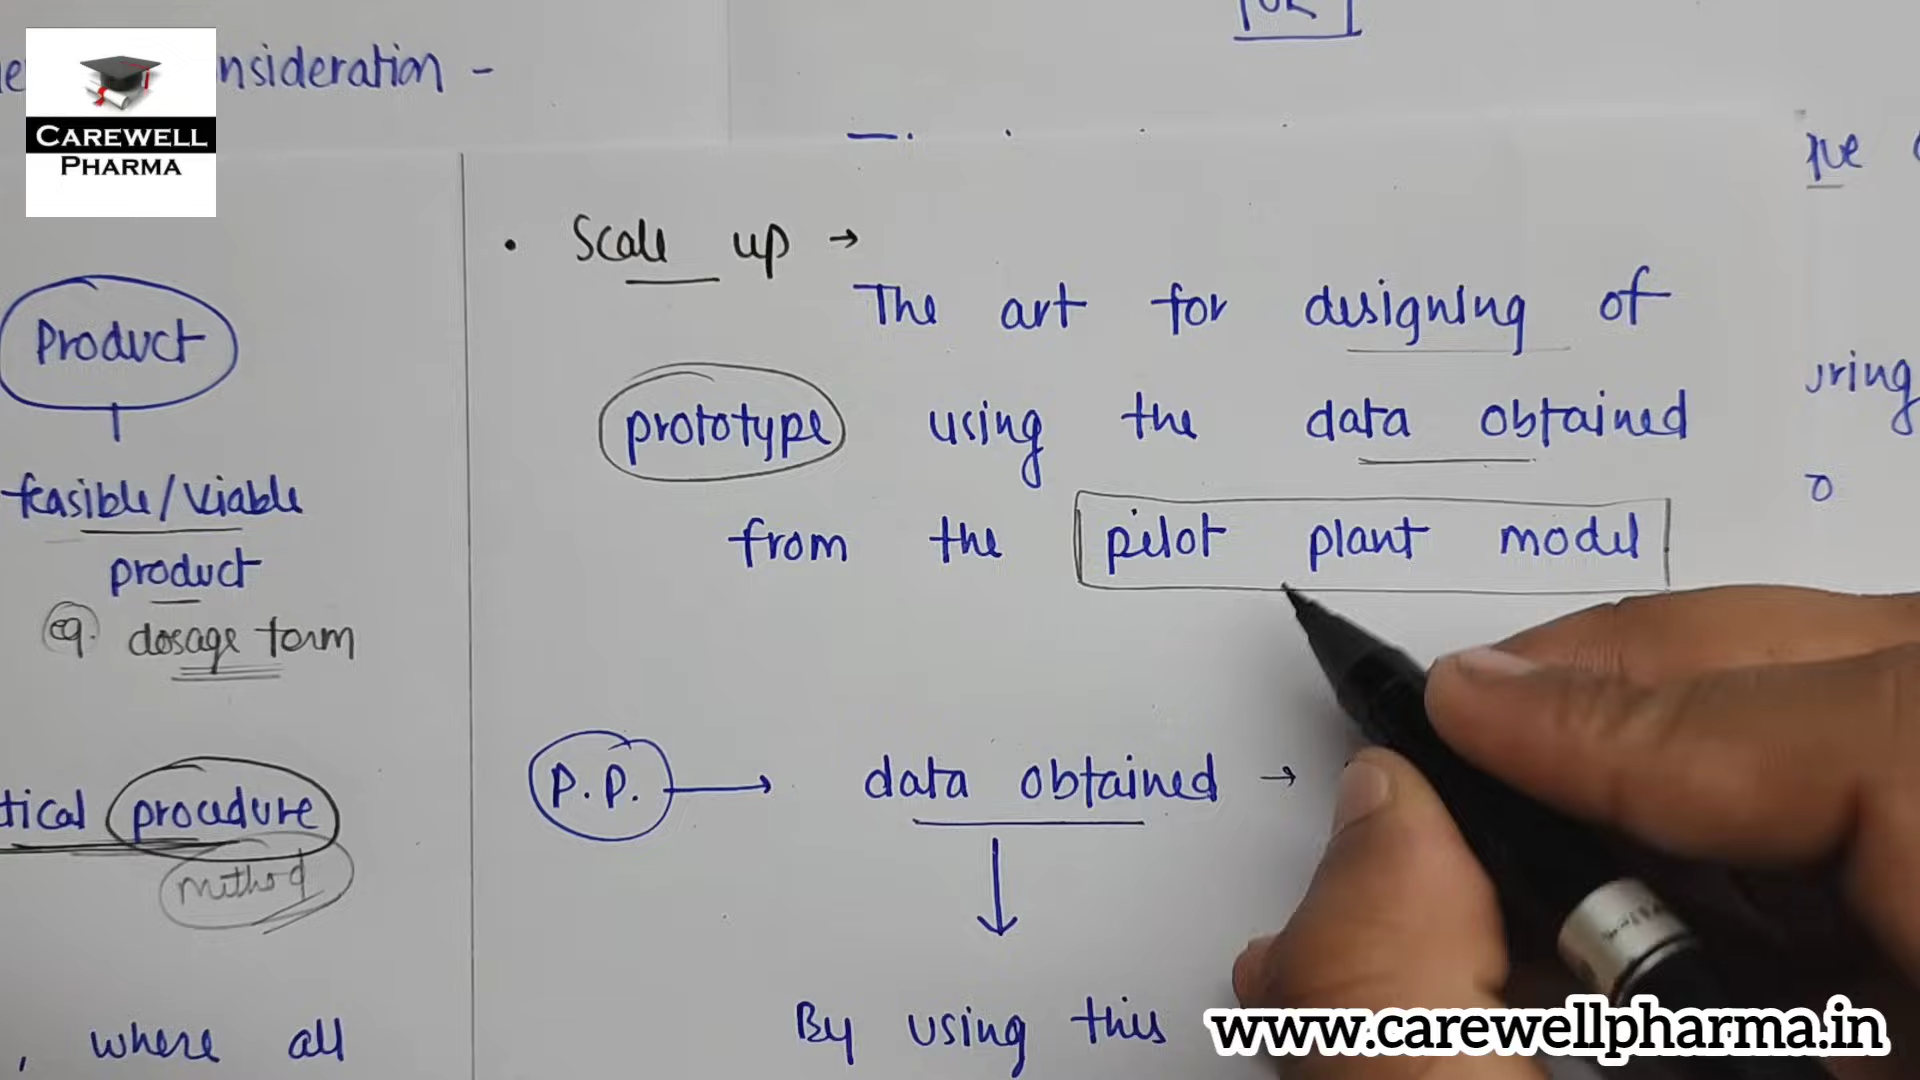 nsideration -
CAREWELL
PHARMA
Product
feasible/viable
product
eg. dosage form
tical procedure
method
, where all
• Scale up →
The art for designing of
prototype using the data obtained
from the pilot plant model
P.P. → data obtained →
By using this
uring
www.carewellpharma.in